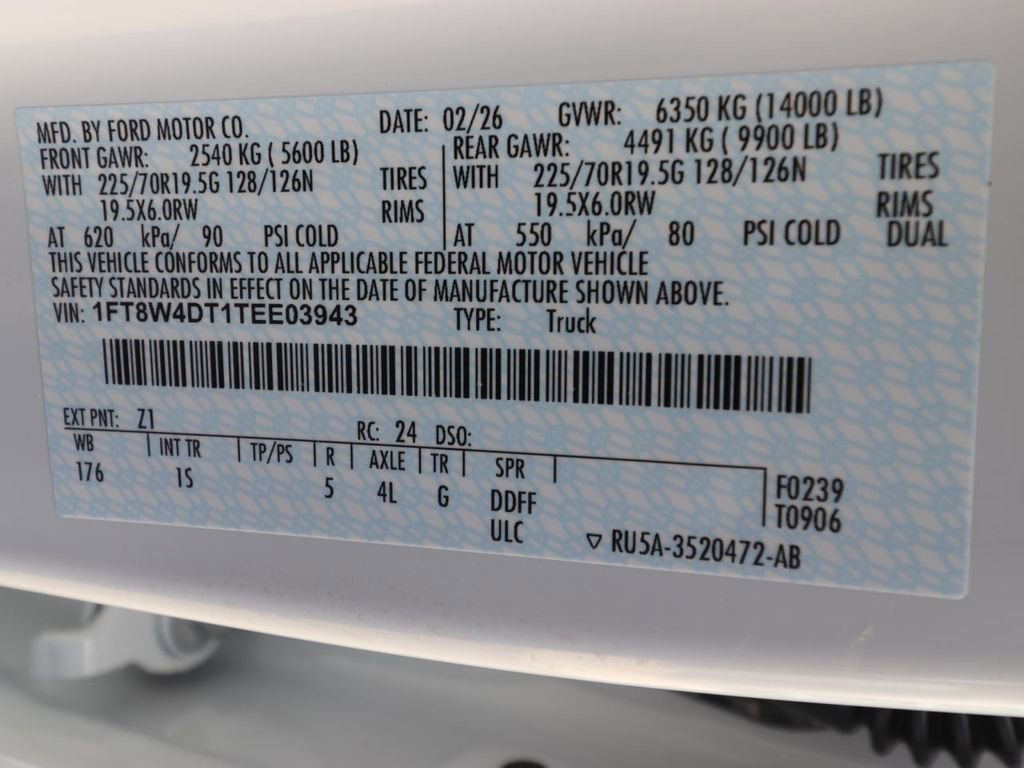 MFD. BY FORD MOTOR CO. DATE: 02/26 GVWR: 6350 KG (14000 LB)
FRONT GAWR: 2540 KG ( 5600 LB) REAR GAWR: 4491 KG ( 9900 LB)
WITH 225/70R19.5G 128/126N TIRES WITH 225/70R19.5G 128/126N TIRES
19.5X6.0RW RIMS 19.5X6.0RW RIMS
AT 620 kPa/ 90 PSI COLD AT 550 kPa/ 80 PSI COLD DUAL
THIS VEHICLE CONFORMS TO ALL APPLICABLE FEDERAL MOTOR VEHICLE
SAFETY STANDARDS IN EFFECT ON THE DATE OF MANUFACTURE SHOWN ABOVE.
VIN: 1FT8W4DT1TEE03943 TYPE: Truck
EXT PNT: Z1 RC: 24 DSO:
WB INT TR TP/PS R AXLE TR SPR
176 IS 5 4L G DDFF F0239
ULC T0906
▽ RU5A-3520472-AB